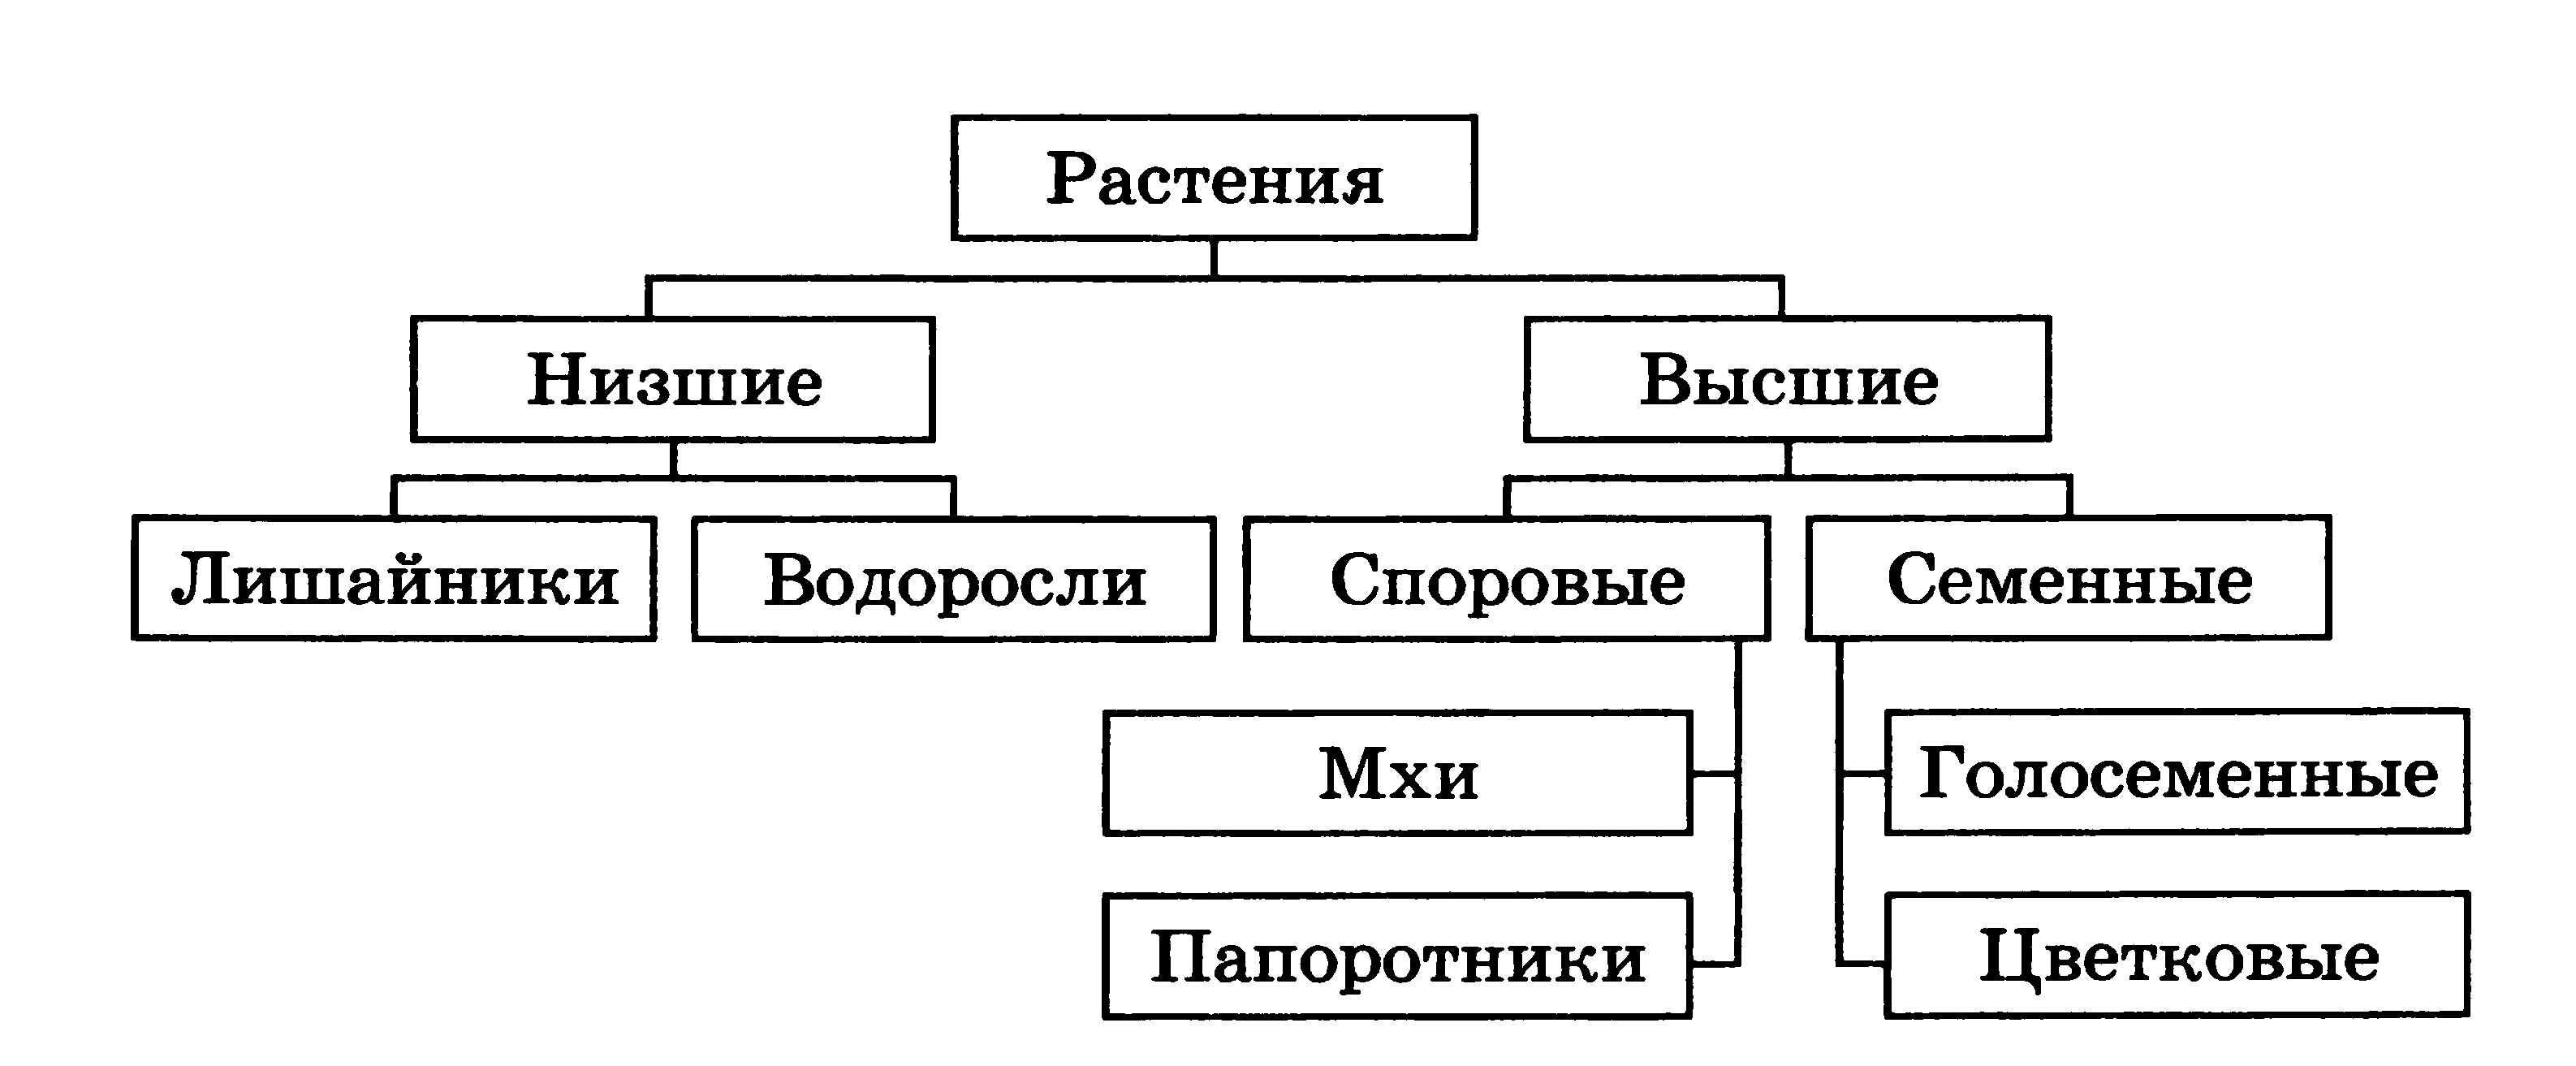 Растения
Низшие
Высшие
Лишайники
Водоросли
Споровые
Семенные
Мхи
Голосеменные
Папоротники
Цветковые